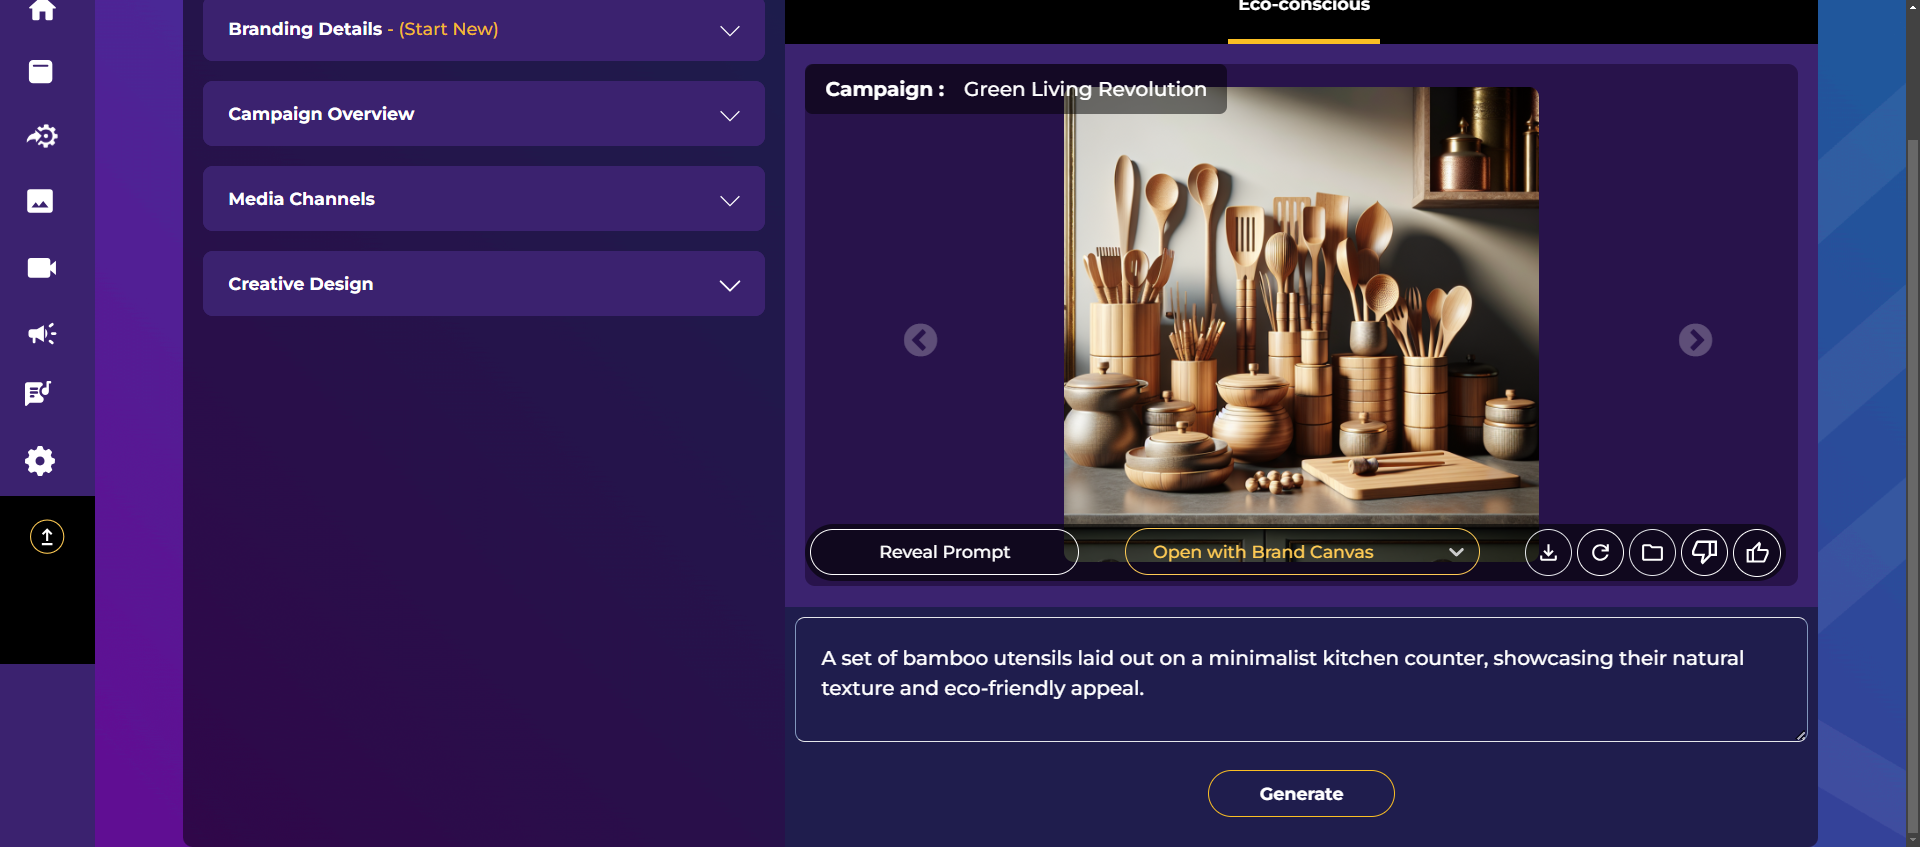 Branding Details - (Start New)
Campaign Overview
Media Channels
Creative Design
Eco-conscious
Campaign : Green Living Revolution
Reveal Prompt
Open with Brand Canvas
A set of bamboo utensils laid out on a minimalist kitchen counter, showcasing their natural
texture and eco-friendly appeal.
Generate